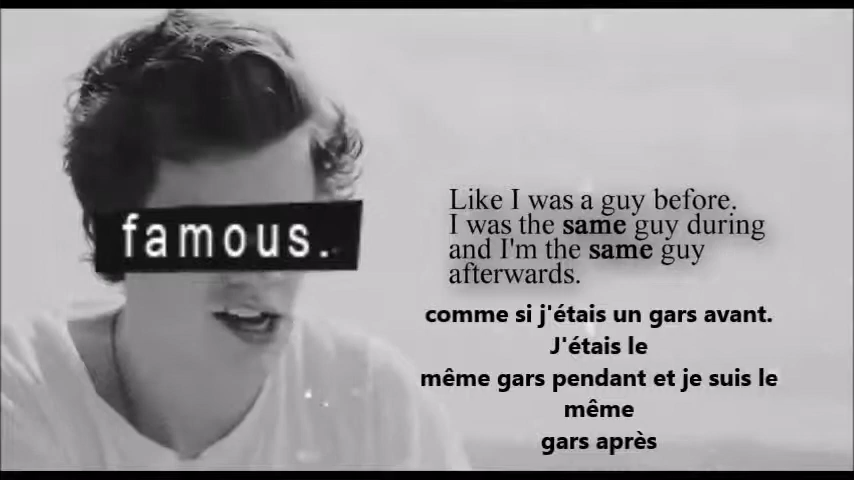 famous.
Like I was a guy before.
I was the same guy during
and I'm the same guy
afterwards.
comme si j'étais un gars avant.
J'étais le
même gars pendant et je suis le
même
gars après